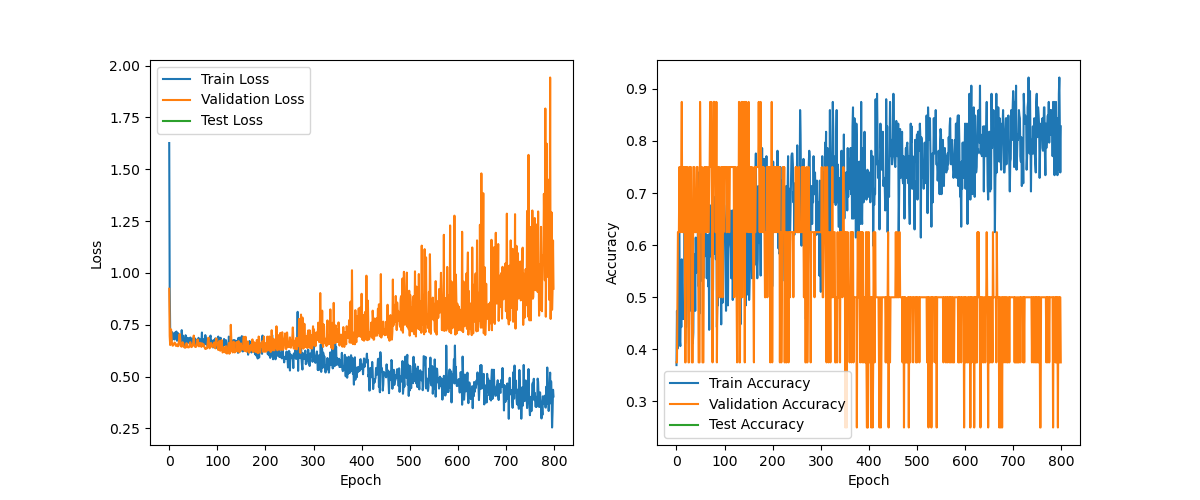 Train Loss
Validation Loss
Test Loss
2.00
1.75
1.50
1.25
1.00
0.75
0.50
0.25
Loss
0 100 200 300 400 500 600 700 800
Epoch
Train Accuracy
Validation Accuracy
Test Accuracy
0.9
0.8
0.7
0.6
0.5
0.4
0.3
Accuracy
0 100 200 300 400 500 600 700 800
Epoch